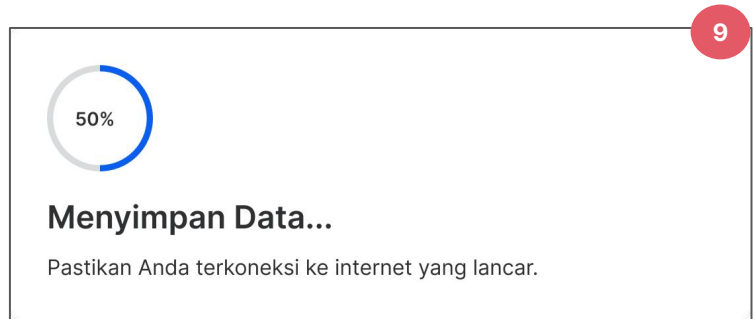 9
50%
Menyimpan Data...
Pastikan Anda terkoneksi ke internet yang lancar.